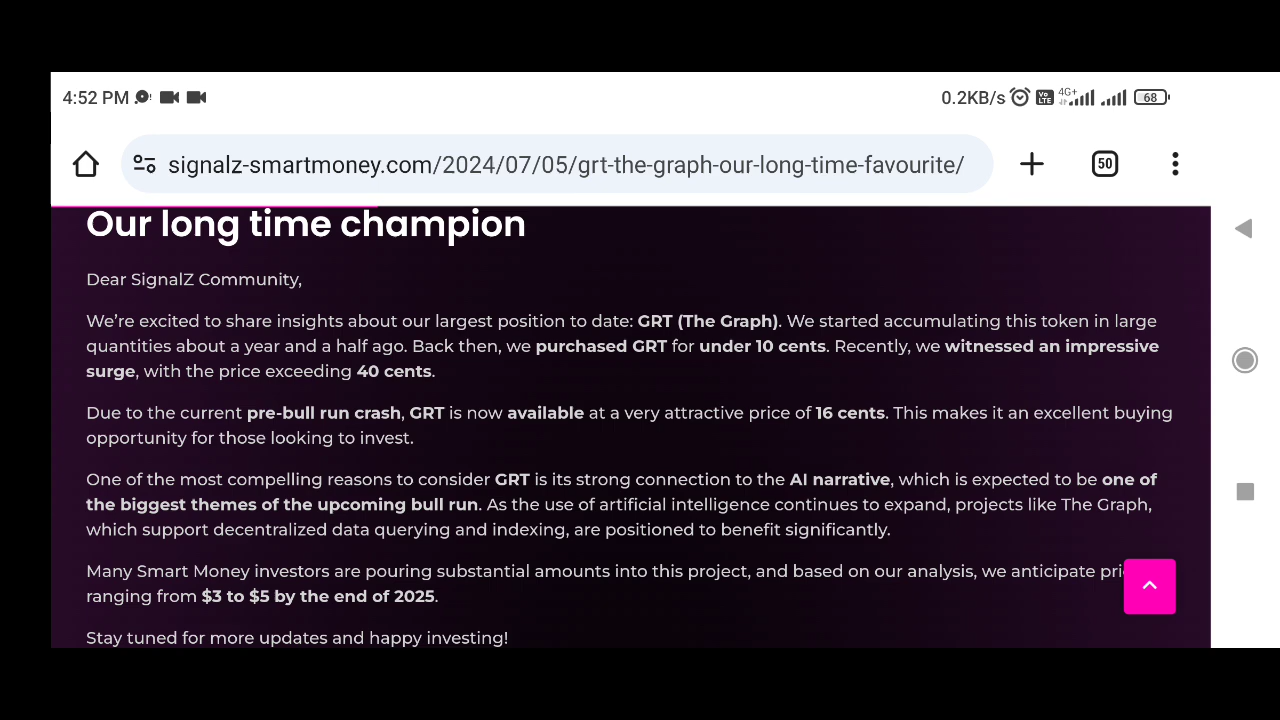 4:52 PM
0.2KB/s Vo LTE 4G+ 68
signalz-smartmoney.com/2024/07/05/grt-the-graph-our-long-time-favourite/ 50
Our long time champion
Dear SignalZ Community,
We’re excited to share insights about our largest position to date: GRT (The Graph). We started accumulating this token in large
quantities about a year and a half ago. Back then, we purchased GRT for under 10 cents. Recently, we witnessed an impressive
surge, with the price exceeding 40 cents.
Due to the current pre-bull run crash, GRT is now available at a very attractive price of 16 cents. This makes it an excellent buying
opportunity for those looking to invest.
One of the most compelling reasons to consider GRT is its strong connection to the AI narrative, which is expected to be one of
the biggest themes of the upcoming bull run. As the use of artificial intelligence continues to expand, projects like The Graph,
which support decentralized data querying and indexing, are positioned to benefit significantly.
Many Smart Money investors are pouring substantial amounts into this project, and based on our analysis, we anticipate
ranging from $3 to $5 by the end of 2025.
Stay tuned for more updates and happy investing!